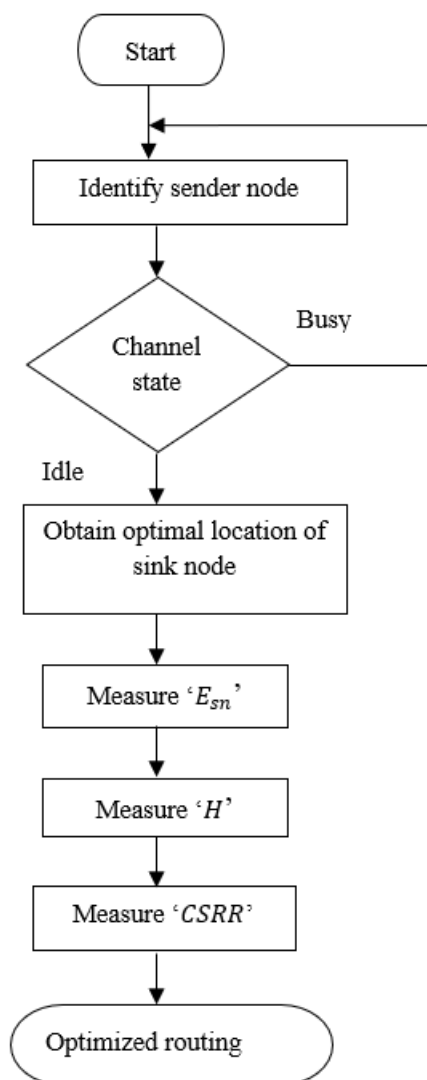 Start
Identify sender node
Busy
Channel
state
Idle
Obtain optimal location of
sink node
Measure ‘E_sn’
Measure ‘H’
Measure ‘CSRR’
Optimized routing